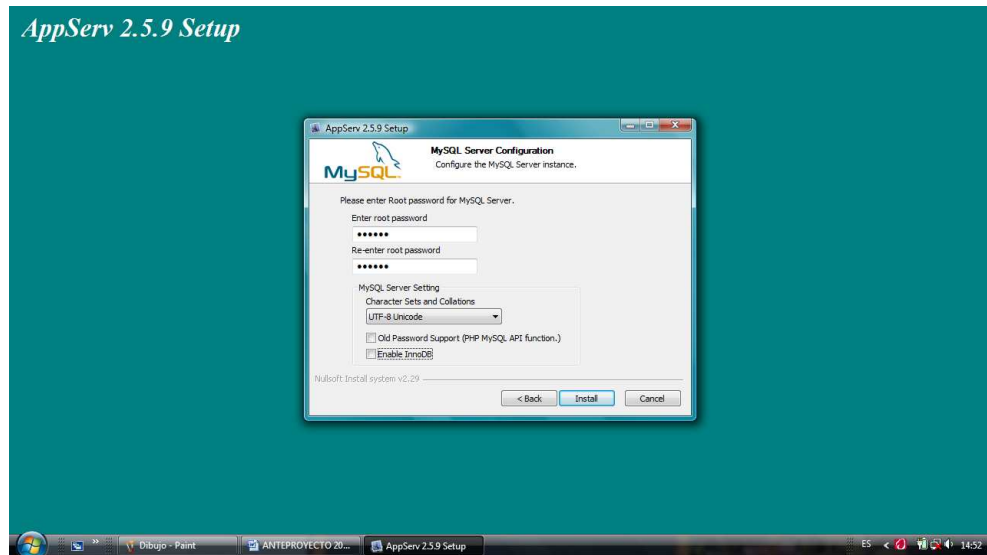 AppServ 2.5.9 Setup
AppServ 2.5.9 Setup
MySQL
MySQL Server Configuration
Configure the MySQL Server instance.
Please enter Root password for MySQL Server.
Enter root password
••••••
Re-enter root password
••••••
MySQL Server Setting
Character Sets and Collations
UTF-8 Unicode
Old Password Support (PHP MySQL API function.)
Enable InnoDB
Nullsoft Install system v2.29
< Back Install Cancel
» Dibujo - Paint ANTEPROYECTO 20... AppServ 2.5.9 Setup ES < 14:52